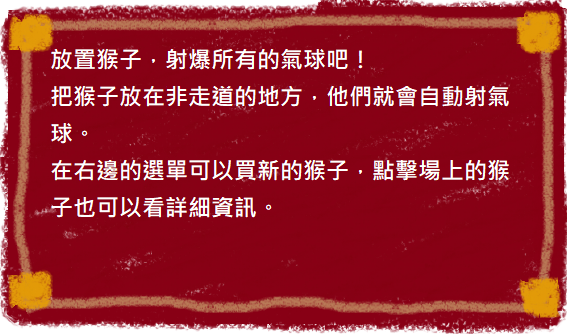 放置猴子，射爆所有的氣球吧！
把猴子放在非走道的地方，他們就會自動射氣
球。
在右邊的選單可以買新的猴子，點擊場上的猴
子也可以看詳細資訊。